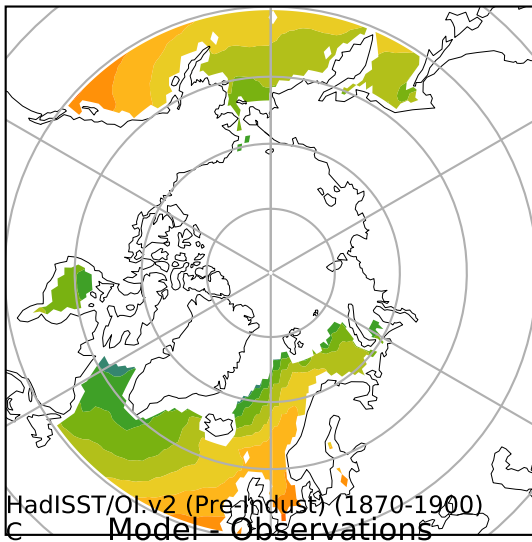 HadISST/OI.v2 (Pre-Indust) (1870-1900)
C Model - Observations